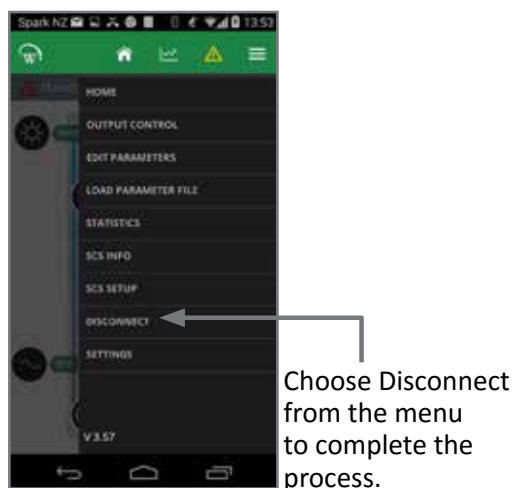 Spark NZ 13:53
W
HOME
OUTPUT CONTROL
EDIT PARAMETERS
LOAD PARAMETER FILE
STATISTICS
SCS INFO
SCS SETUP
DISCONNECT
SETTINGS
V 3.57
Choose Disconnect
from the menu
to complete the
process.